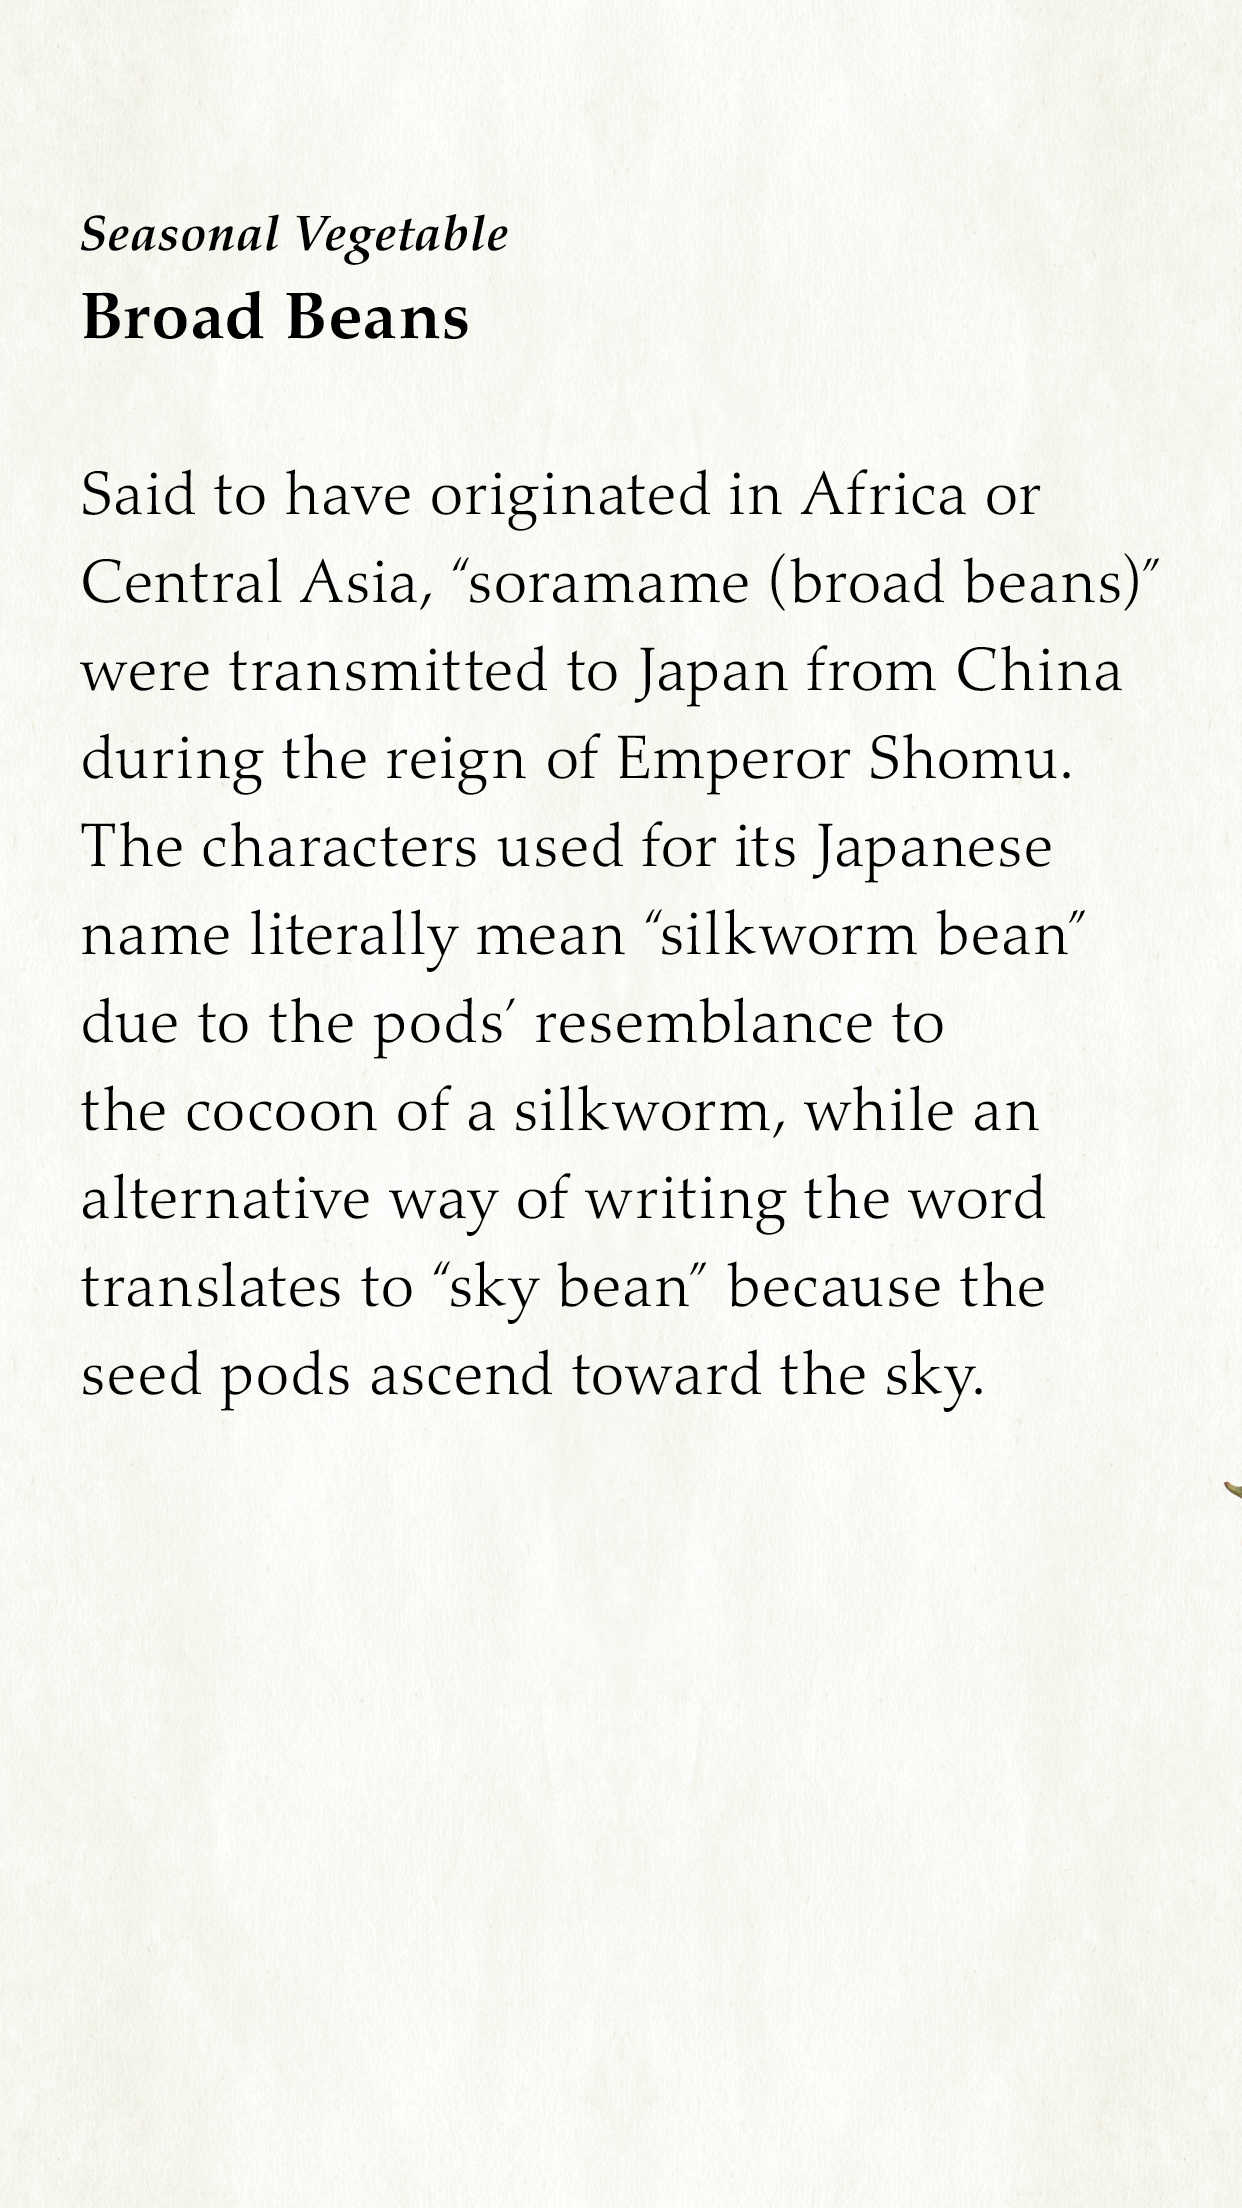 Seasonal Vegetable
Broad Beans
Said to have originated in Africa or
Central Asia, “soramame (broad beans)”
were transmitted to Japan from China
during the reign of Emperor Shomu.
The characters used for its Japanese
name literally mean “silkworm bean”
due to the pods’ resemblance to
the cocoon of a silkworm, while an
alternative way of writing the word
translates to “sky bean” because the
seed pods ascend toward the sky.